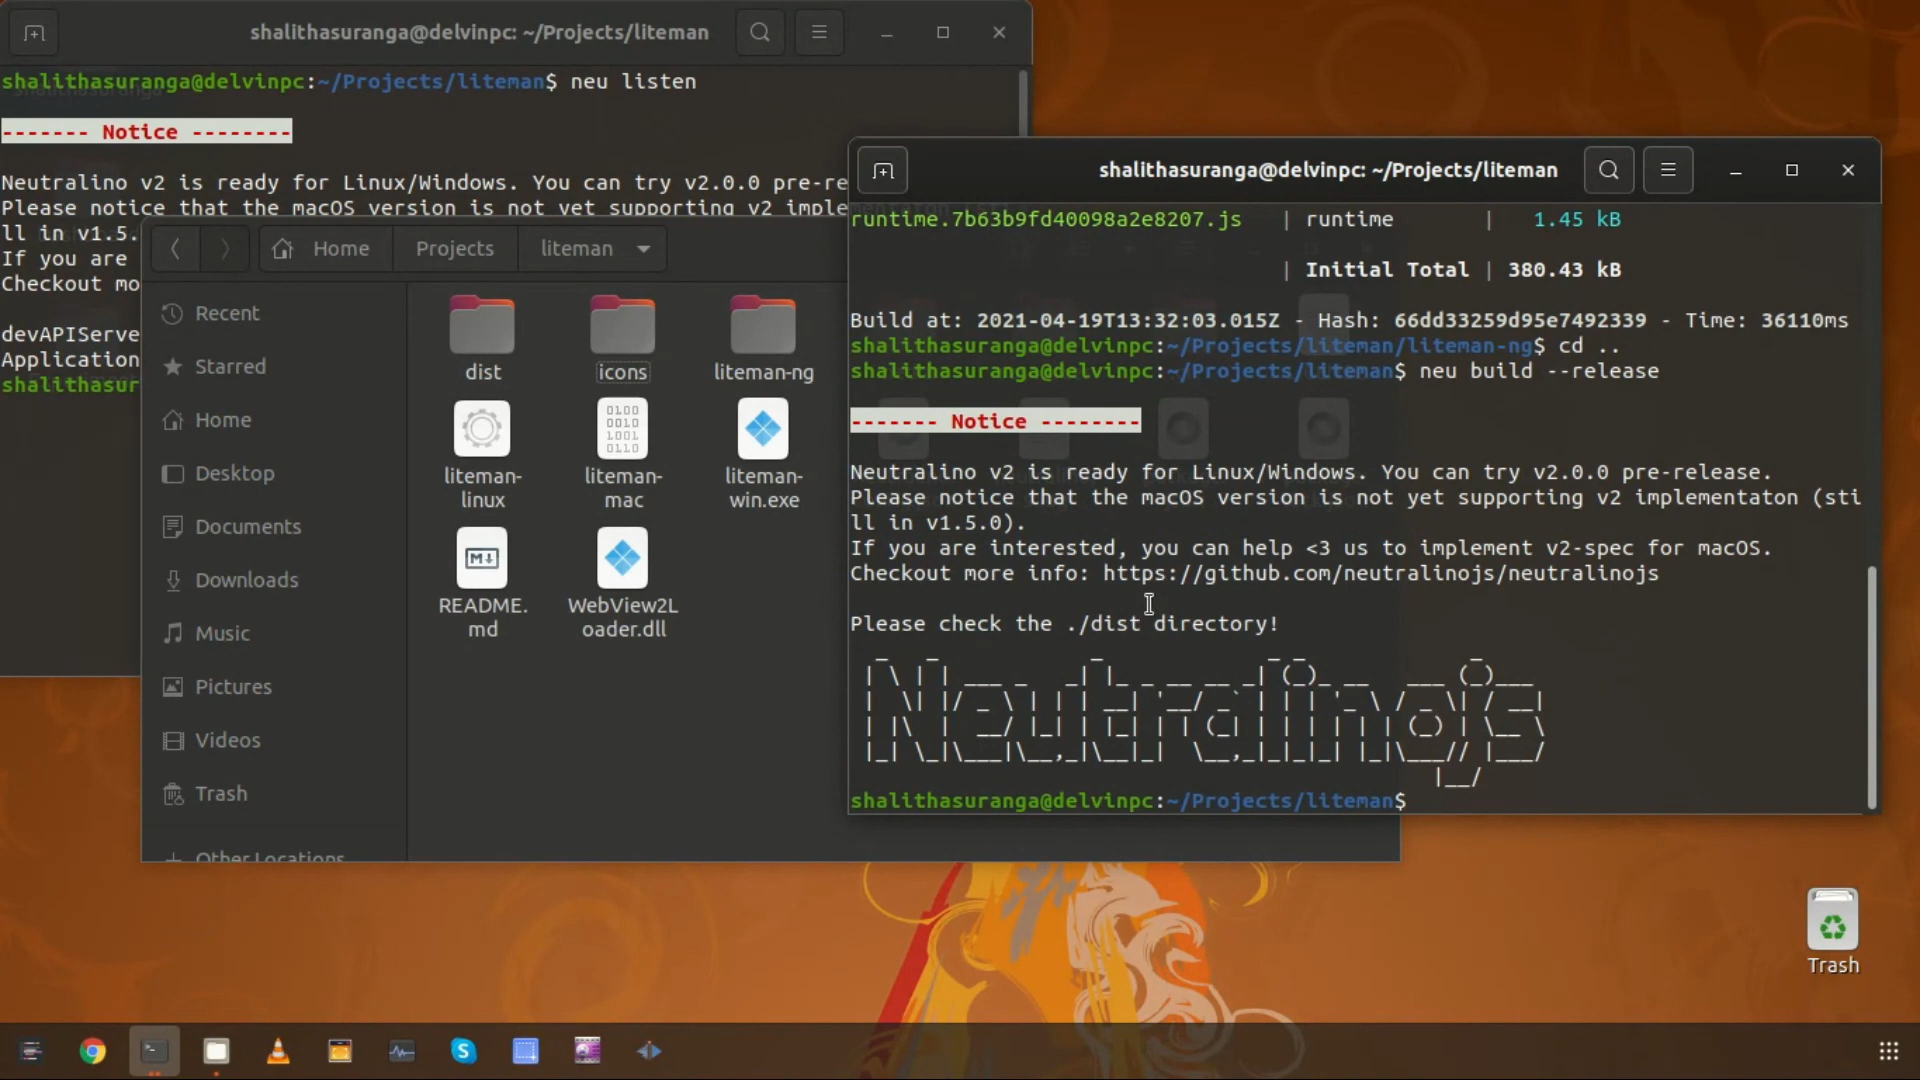 shalithasuranga@delvinpc: ~/Projects/liteman
shalithasuranga@delvinpc:~/Projects/liteman$ neu listen
------- Notice --------
Neutralino v2 is ready for Linux/Windows. You can try v2.0.0 pre-re
Please notice that the macOS version is not yet supporting v2 imple
ll in v1.5.
If you are
Checkout mo
devAPIServe
Application
shalithasur
Home
Projects
liteman
Recent
Starred
Home
Desktop
Documents
Downloads
Music
Pictures
Videos
Trash
Other Locations
dist
icons
liteman-ng
liteman-
linux
liteman-
mac
liteman-
win.exe
README.
md
WebView2L
oader.dll
shalithasuranga@delvinpc: ~/Projects/liteman
runtime.7b63b9fd40098a2e8207.js | runtime | 1.45 kB
| Initial Total | 380.43 kB
Build at: 2021-04-19T13:32:03.015Z - Hash: 66dd33259d95e7492339 - Time: 36110ms
shalithasuranga@delvinpc:~/Projects/liteman/liteman-ng$ cd ..
shalithasuranga@delvinpc:~/Projects/liteman$ neu build --release
------- Notice --------
Neutralino v2 is ready for Linux/Windows. You can try v2.0.0 pre-release.
Please notice that the macOS version is not yet supporting v2 implementaton (sti
ll in v1.5.0).
If you are interested, you can help <3 us to implement v2-spec for macOS.
Checkout more info: https://github.com/neutralinojs/neutralinojs
Please check the ./dist directory!
Neutralinojs
shalithasuranga@delvinpc:~/Projects/liteman$
Trash